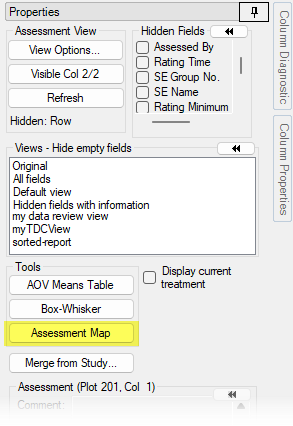 Properties
Assessment View
View Options...
Visible Col 2/2
Refresh
Hidden: Row
Hidden Fields
Assessed By
Rating Time
SE Group No.
SE Name
Rating Minimum
Views - Hide empty fields
Original
All fields
Default view
Hidden fields with information
my data review view
myTDCView
sorted-report
Tools
AOV Means Table
Box-Whisker
Assessment Map
Merge from Study...
Display current
treatment
Assessment (Plot 201, Col 1)
Comment:
Column Diagnostic
Column Properties